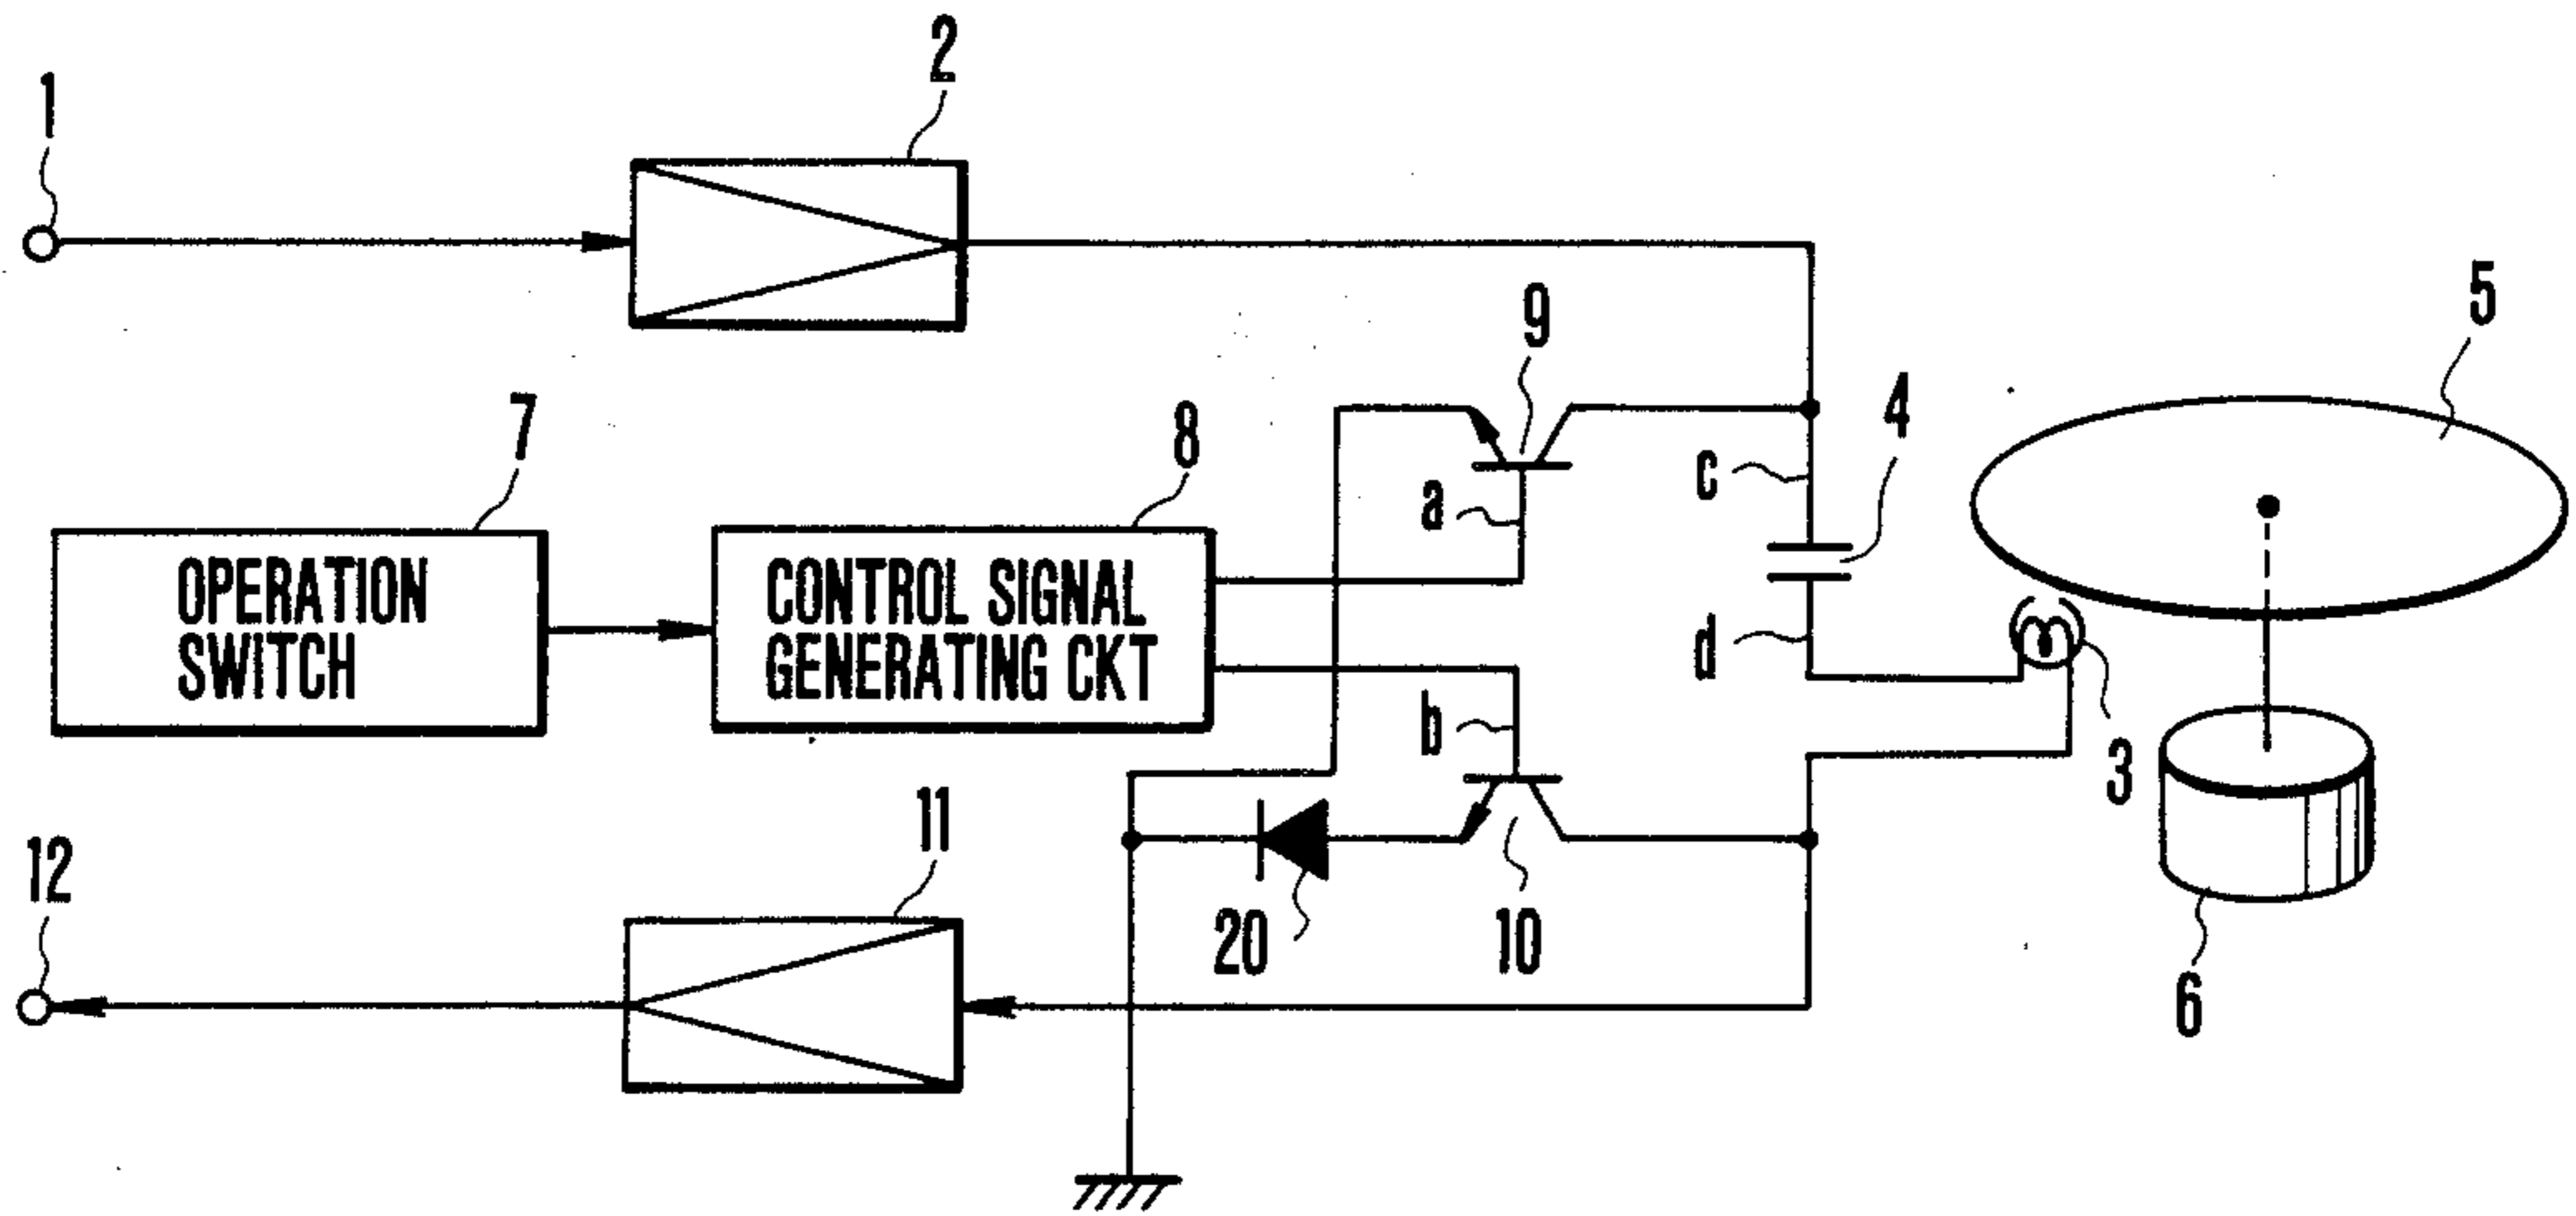 1
2
9
5
7
8
4
c
a
OPERATION
SWITCH
CONTROL SIGNAL
GENERATING CKT
d
b
3
11
12
20
10
6